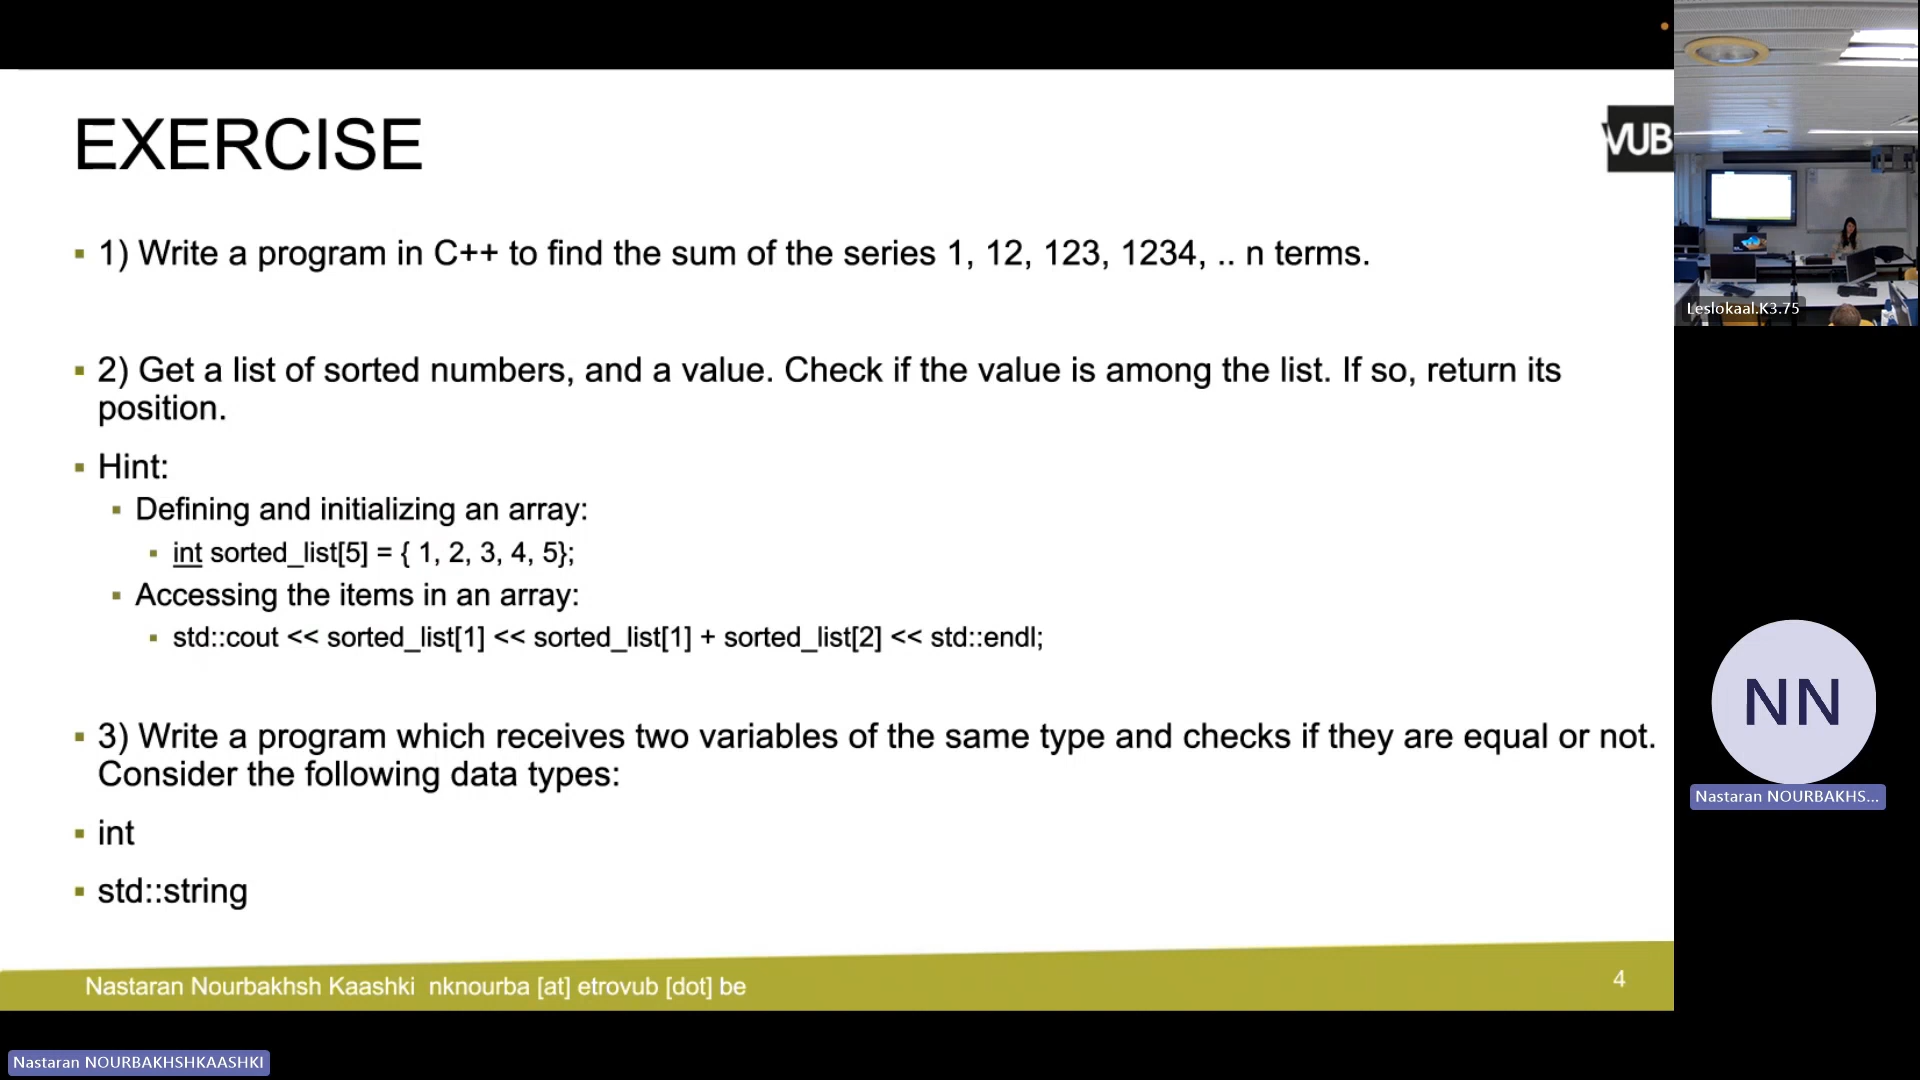 EXERCISE
VUB
1) Write a program in C++ to find the sum of the series 1, 12, 123, 1234, .. n terms.
2) Get a list of sorted numbers, and a value. Check if the value is among the list. If so, return its
position.
Hint:
Defining and initializing an array:
int sorted_list[5] = { 1, 2, 3, 4, 5};
Accessing the items in an array:
std::cout << sorted_list[1] << sorted_list[1] + sorted_list[2] << std::endl;
3) Write a program which receives two variables of the same type and checks if they are equal or not.
Consider the following data types:
int
std::string
Nastaran Nourbakhsh Kaashki nknourba [at] etrovub [dot] be
4
Leslokaal.K3.75
NN
Nastaran NOURBAKHS...
Nastaran NOURBAKHSHKAASHKI